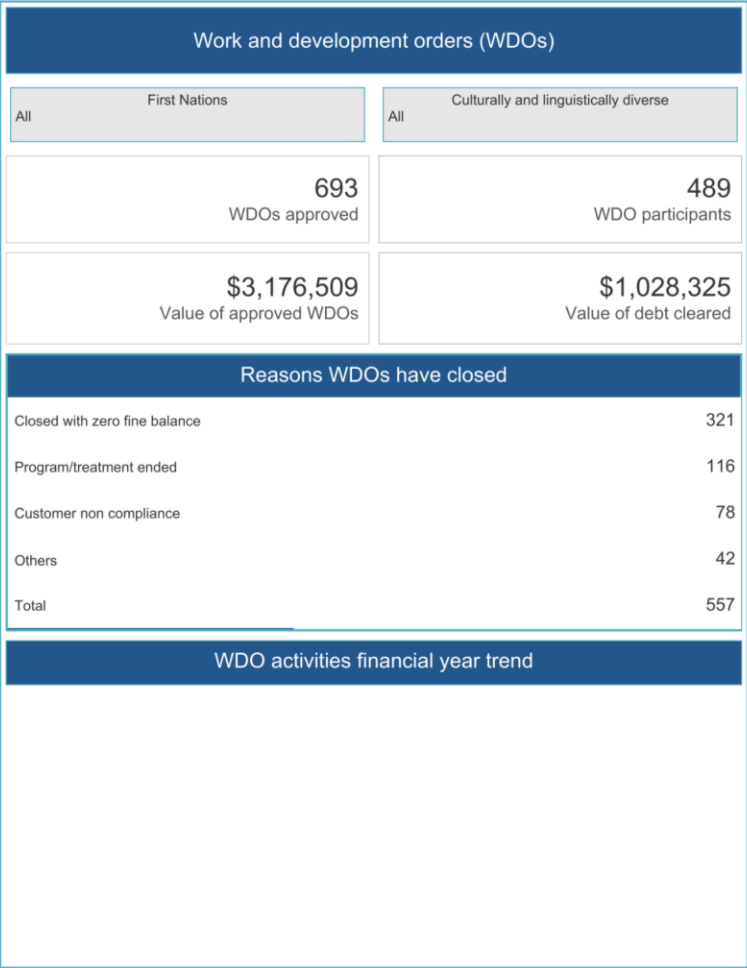 Work and development orders (WDOs)
First Nations
All
Culturally and linguistically diverse
All
693
WDOs approved
489
WDO participants
$3,176,509
Value of approved WDOs
$1,028,325
Value of debt cleared
Reasons WDOs have closed
Closed with zero fine balance 321
Program/treatment ended 116
Customer non compliance 78
Others 42
Total 557
WDO activities financial year trend